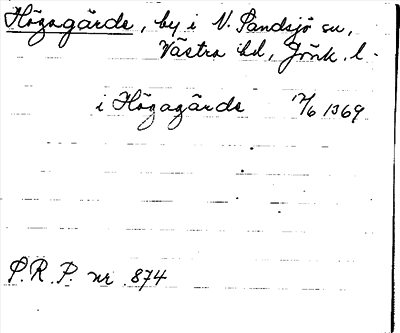 Högagärde, by i V. Sandsjö sn,
Västra hd, Jönk. l.
i Högagärde 7/6 1369
P.R.P. nr 874